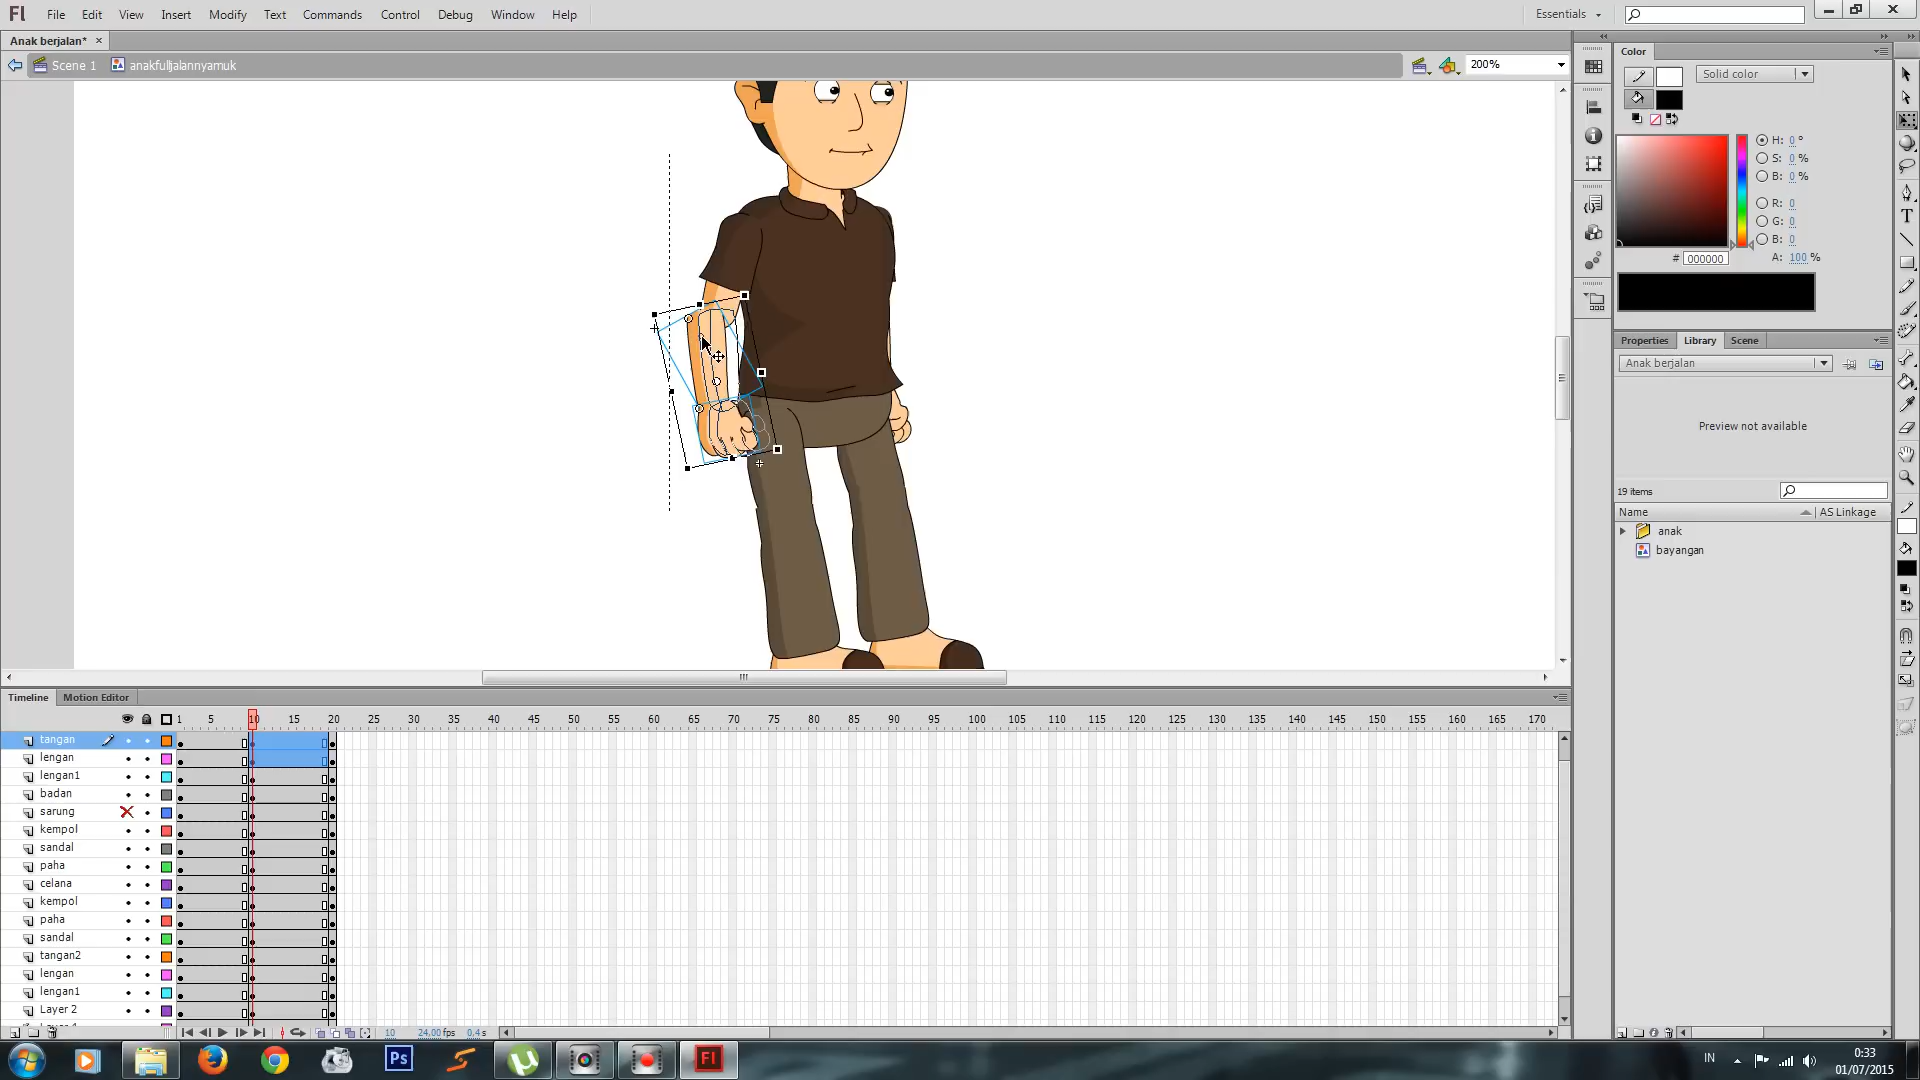 Fl File Edit View Insert Modify Text Commands Control Debug Window Help Essentials
Anak berjalan* ×
Scene 1 anakfulljalannyamuk 200%
Color
Solid color
H: 0 °
S: 0 %
B: 0 %
R: 0
G: 0
B: 0
# 000000 A: 100 %
Properties Library Scene
Anak berjalan
Preview not available
19 items
Name AS Linkage
anak
bayangan
Timeline Motion Editor
1 5 10 15 20 25 30 35 40 45 50 55 60 65 70 75 80 85 90 95 100 105 110 115 120 125 130 135 140 145 150 155 160 165 170
tangan
lengan
lengan1
badan
sarung
kempol
sandal
paha
celana
kempol
paha
sandal
tangan2
lengan
lengan1
Layer 2
10 24.00 fps 0.4 s
Ps Fl IN 0:33
01/07/2015